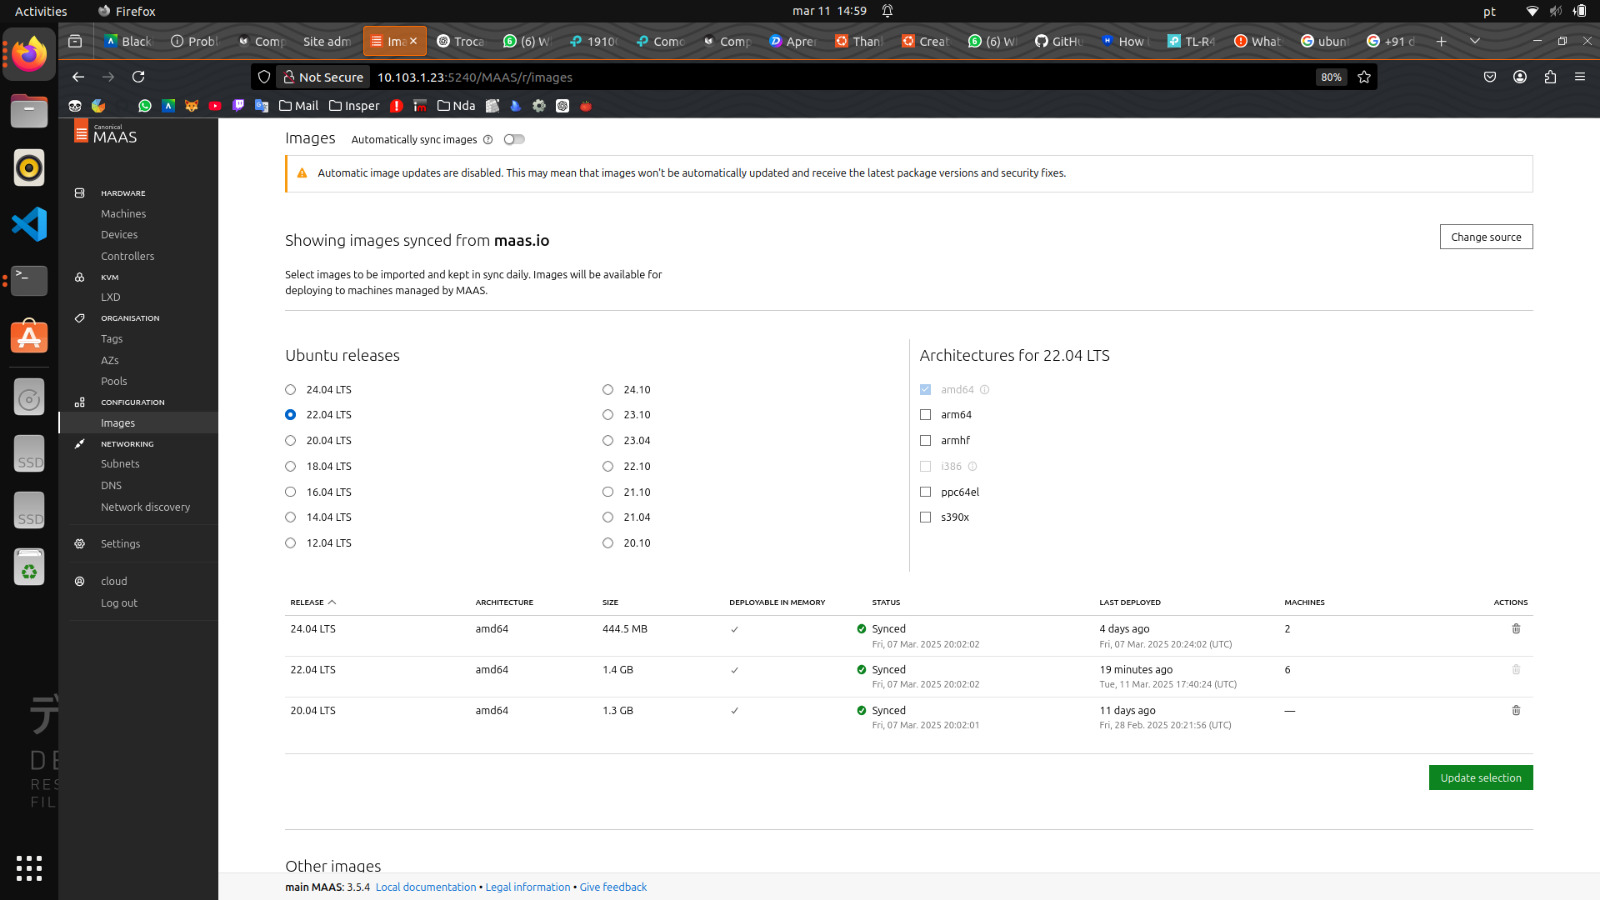 Activities
Firefox
mar 11 14:59
pt
Black
Probl
Comp
Site adm
Ima
Troca
(6) W
1910
Como
Comp
Apren
Thank
Creat
(6) W
GitHu
How
TL-R4
What
ubun
+91 d
Not Secure
10.103.1.23:5240/MAAS/r/images
80%
Mail
Insper
Nda
Canonical
MAAS
HARDWARE
Machines
Devices
Controllers
KVM
LXD
ORGANISATION
Tags
AZs
Pools
CONFIGURATION
Images
NETWORKING
Subnets
DNS
Network discovery
Settings
cloud
Log out
SSD
SSD
デ
DE
RES
FIL
Images Automatically sync images
Automatic image updates are disabled. This may mean that images won't be automatically updated and receive the latest package versions and security fixes.
Showing images synced from maas.io
Change source
Select images to be imported and kept in sync daily. Images will be available for
deploying to machines managed by MAAS.
Ubuntu releases
24.04 LTS
22.04 LTS
20.04 LTS
18.04 LTS
16.04 LTS
14.04 LTS
12.04 LTS
24.10
23.10
23.04
22.10
21.10
21.04
20.10
Architectures for 22.04 LTS
amd64
arm64
armhf
i386
ppc64el
s390x
RELEASE ARCHITECTURE SIZE DEPLOYABLE IN MEMORY STATUS LAST DEPLOYED MACHINES ACTIONS
24.04 LTS amd64 444.5 MB ✓ Synced 4 days ago 2
Fri, 07 Mar. 2025 20:02:02 Fri, 07 Mar. 2025 20:24:02 (UTC)
22.04 LTS amd64 1.4 GB ✓ Synced 19 minutes ago 6
Fri, 07 Mar. 2025 20:02:02 Tue, 11 Mar. 2025 17:40:24 (UTC)
20.04 LTS amd64 1.3 GB ✓ Synced 11 days ago —
Fri, 07 Mar. 2025 20:02:01 Fri, 28 Feb. 2025 20:21:56 (UTC)
Update selection
Other images
main MAAS: 3.5.4 Local documentation • Legal information • Give feedback